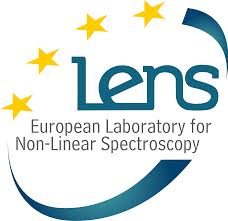 Lens
European Laboratory for
Non-Linear Spectroscopy